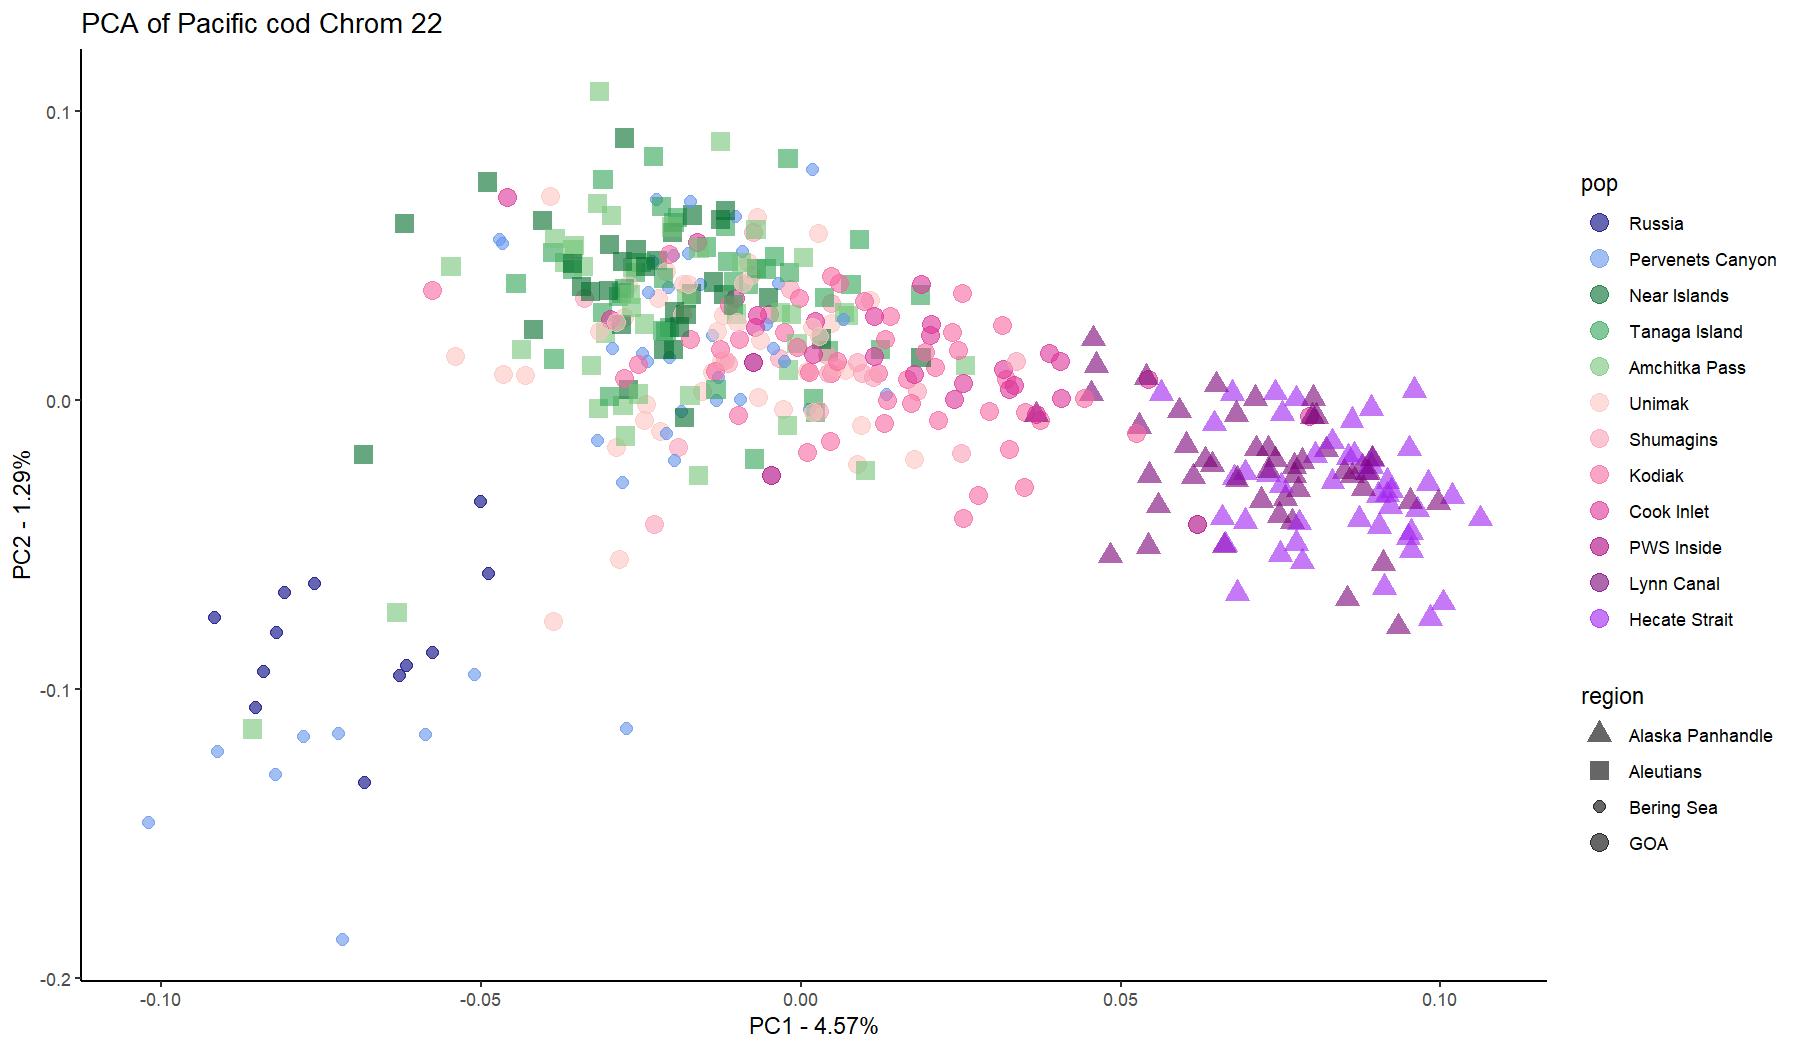 PCA of Pacific cod Chrom 22
0.1
0.0
-0.1
-0.2
PC2 - 1.29%
-0.10
-0.05
0.00
0.05
0.10
PC1 - 4.57%
pop
Russia
Pervenets Canyon
Near Islands
Tanaga Island
Amchitka Pass
Unimak
Shumagins
Kodiak
Cook Inlet
PWS Inside
Lynn Canal
Hecate Strait
region
Alaska Panhandle
Aleutians
Bering Sea
GOA